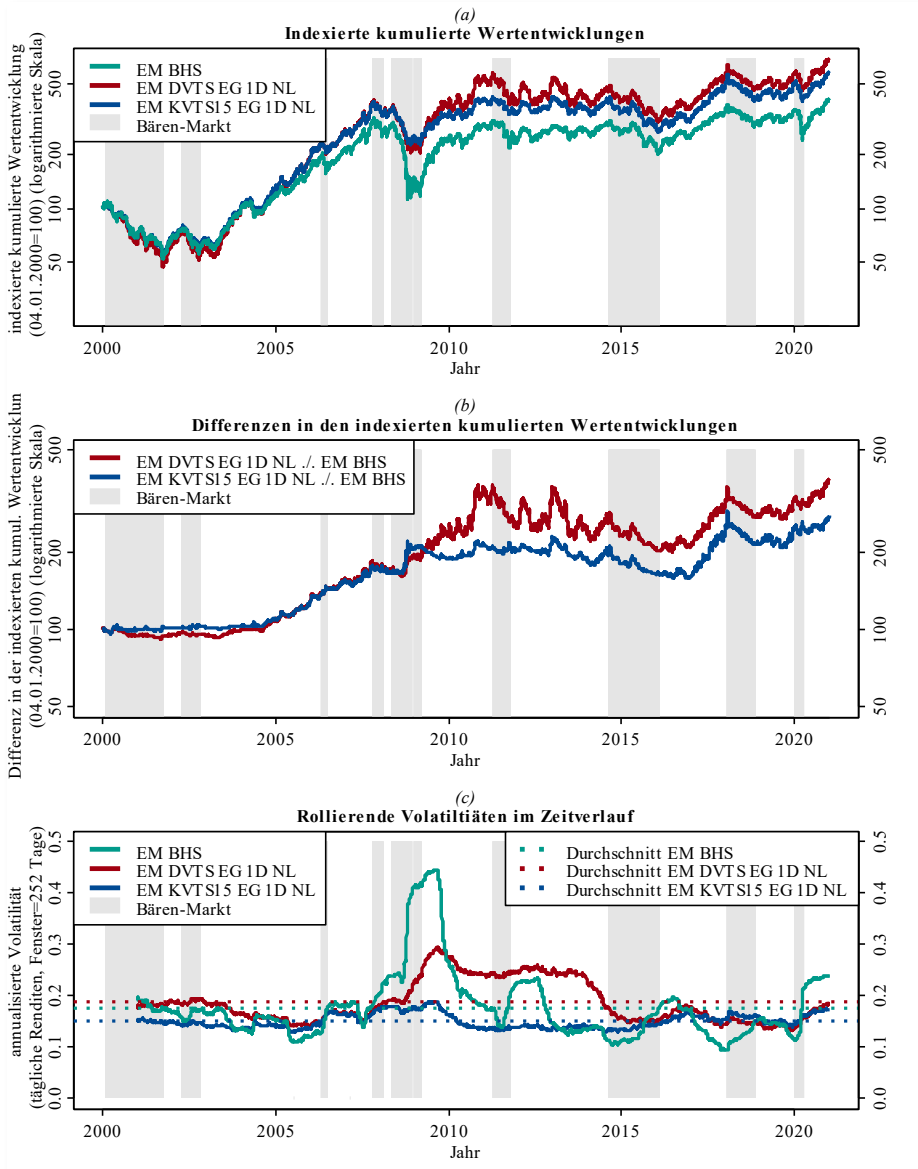 (a)
Indexierte kumulierte Wertentwicklungen
indexierte kumulierte Wertentwicklung
(04.01.2000=100) (logarithmierte Skala)
EM BHS
EM DVTS EG 1D NL
EM KVTS15 EG 1D NL
Bären-Markt
500
200
100
50
500
200
100
50
2000 2005 2010 2015 2020
Jahr
(b)
Differenzen in den indexierten kumulierten Wertentwicklungen
Differenz in der indexierten kumul. Wertentwicklun
(04.01.2000=100) (logarithmierte Skala)
EM DVTS EG 1D NL ./. EM BHS
EM KVTS15 EG 1D NL ./. EM BHS
Bären-Markt
500
200
100
50
500
200
100
50
2000 2005 2010 2015 2020
Jahr
(c)
Rollierende Volatiltiäten im Zeitverlauf
annualisierte Volatilität
(tägliche Renditen, Fenster=252 Tage)
EM BHS
EM DVTS EG 1D NL
EM KVTS15 EG 1D NL
Bären-Markt
Durchschnitt EM BHS
Durchschnitt EM DVTS EG 1D NL
Durchschnitt EM KVTS15 EG 1D NL
0.5
0.4
0.3
0.2
0.1
0.0
0.5
0.4
0.3
0.2
0.1
0.0
2000 2005 2010 2015 2020
Jahr